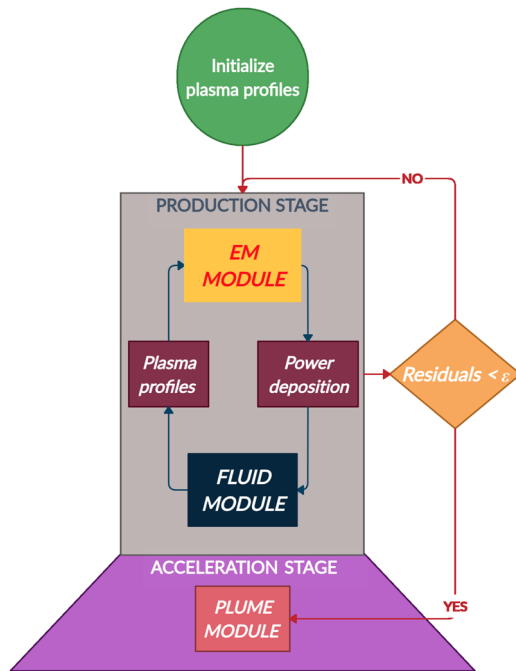 Initialize
plasma profiles
NO
PRODUCTION STAGE
EM
MODULE
Plasma
profiles
Power
deposition
Residuals < ε
FLUID
MODULE
ACCELERATION STAGE
PLUME
MODULE
YES